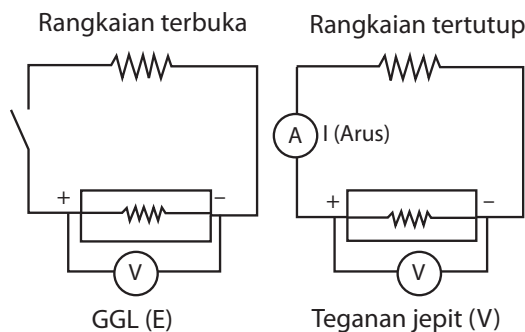 Rangkaian terbuka
+
−
V
GGL (E)
Rangkaian tertutup
A
I (Arus)
+
−
V
Teganan jepit (V)